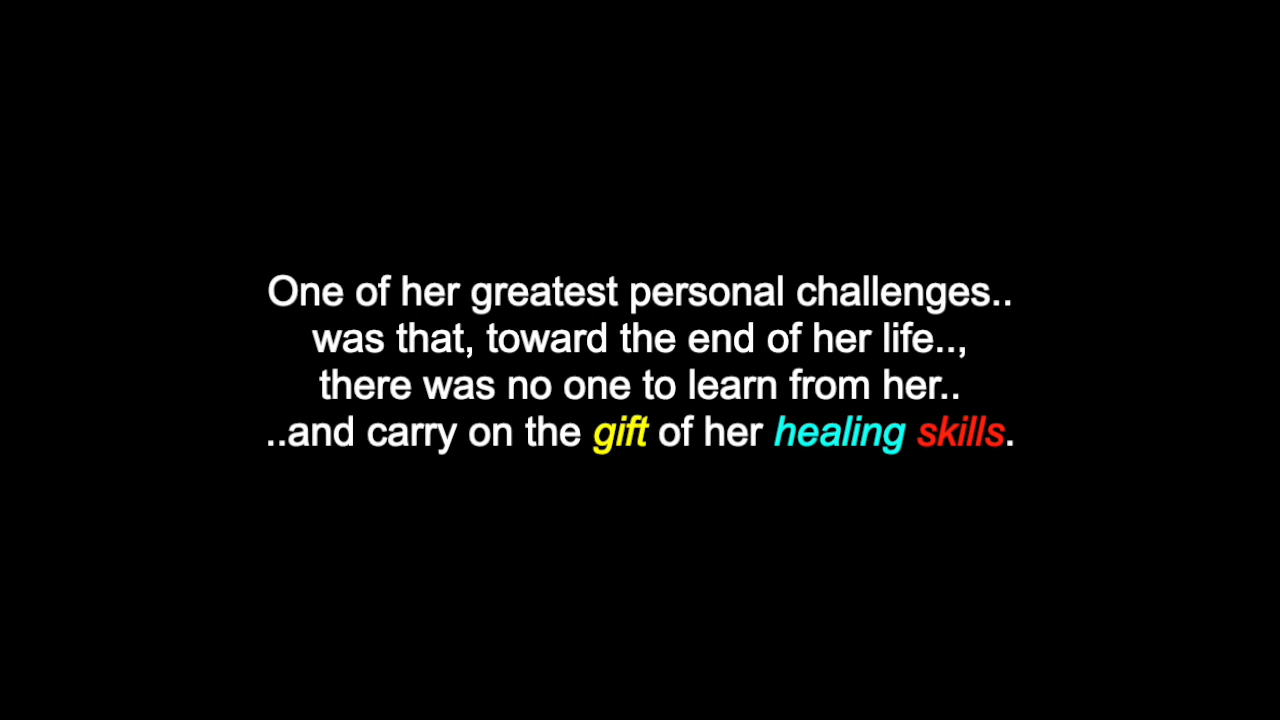 One of her greatest personal challenges..
was that, toward the end of her life..,
there was no one to learn from her..
..and carry on the gift of her healing skills.